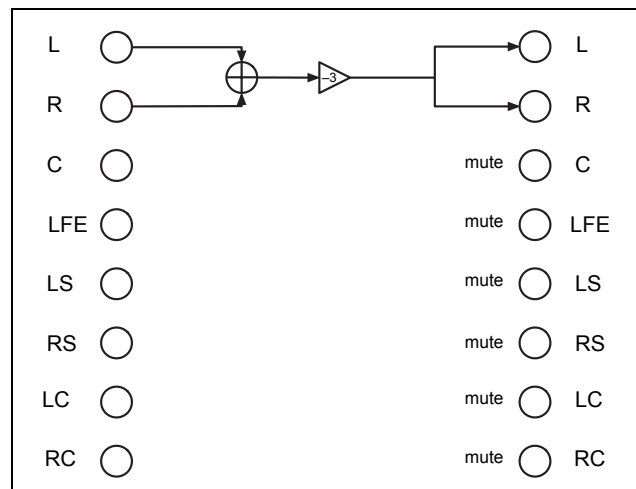 L L
–3
R R
C mute C
LFE mute LFE
LS mute LS
RS mute RS
LC mute LC
RC mute RC